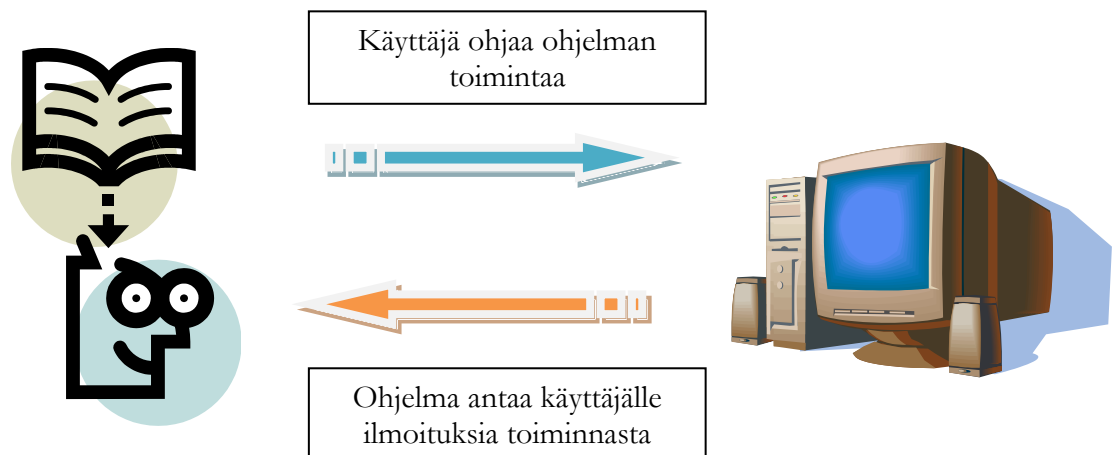 Käyttäjä ohjaa ohjelman
toimintaa
Ohjelma antaa käyttäjälle
ilmoituksia toiminnasta